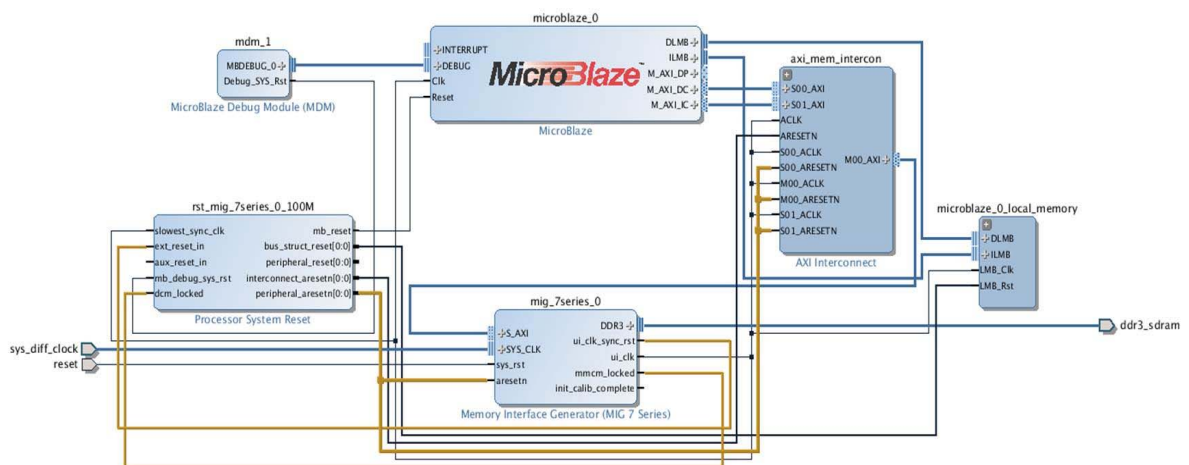 microblaze_0
mdm_1
MBDEBUG_0
Debug_SYS_Rst
MicroBlaze Debug Module (MDM)
INTERRUPT
DEBUG
Clk
Reset
MicroBlaze
DLMB
ILMB
M_AXI_DP
M_AXI_DC
M_AXI_IC
MicroBlaze
axi_mem_intercon
S00_AXI
S01_AXI
ACLK
ARESETN
S00_ACLK
S00_ARESETN
M00_ACLK
M00_ARESETN
S01_ACLK
S01_ARESETN
M00_AXI
AXI Interconnect
microblaze_0_local_memory
DLMB
ILMB
LMB_Clk
LMB_Rst
rst_mig_7series_0_100M
slowest_sync_clk
ext_reset_in
aux_reset_in
mb_debug_sys_rst
dcm_locked
mb_reset
bus_struct_reset[0:0]
peripheral_reset[0:0]
interconnect_aresetn[0:0]
peripheral_aresetn[0:0]
Processor System Reset
mig_7series_0
S_AXI
SYS_CLK
sys_rst
aresetn
DDR3
ui_clk_sync_rst
ui_clk
mmcm_locked
init_calib_complete
Memory Interface Generator (MIG 7 Series)
sys_diff_clock
reset
ddr3_sdram